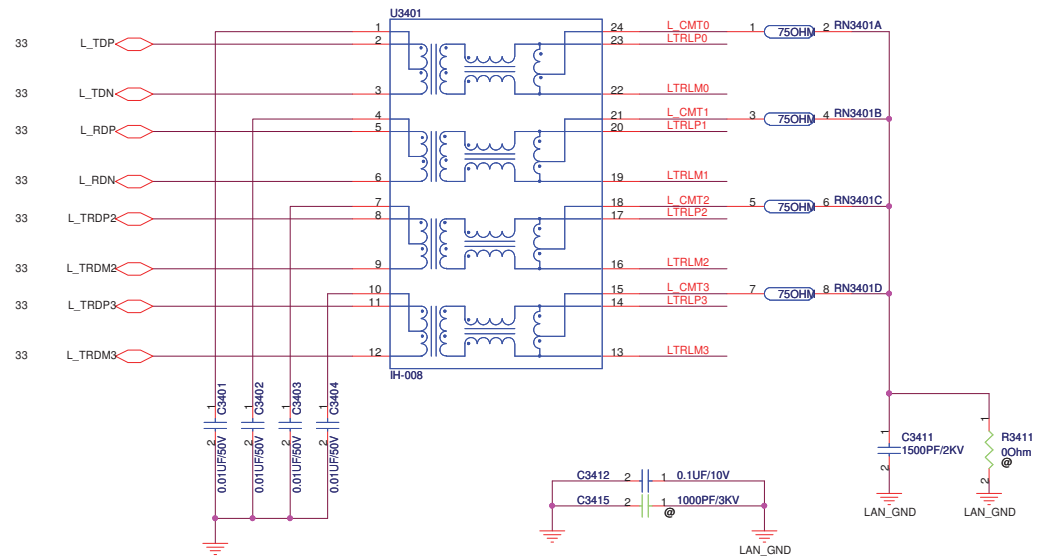 U3401
1 24 L_CMT0 1 75OHM 2 RN3401A
33 L_TDP 2 23 LTRLP0
33 L_TDN 3 22 LTRLM0
4 21 L_CMT1 3 75OHM 4 RN3401B
33 L_RDP 5 20 LTRLP1
33 L_RDN 6 19 LTRLM1
7 18 L_CMT2 5 75OHM 6 RN3401C
33 L_TRDP2 8 17 LTRLP2
33 L_TRDM2 9 16 LTRLM2
10 15 L_CMT3 7 75OHM 8 RN3401D
33 L_TRDP3 11 14 LTRLP3
33 L_TRDM3 12 13 LTRLM3
IH-008
1 C3401
2 0.01UF/50V
1 C3402
2 0.01UF/50V
1 C3403
2 0.01UF/50V
1 C3404
2 0.01UF/50V
C3412 2 1 0.1UF/10V
C3415 2 1 1000PF/3KV
@
LAN_GND
1
C3411
1500PF/2KV
2
LAN_GND
1
R3411
0Ohm
@
2
LAN_GND